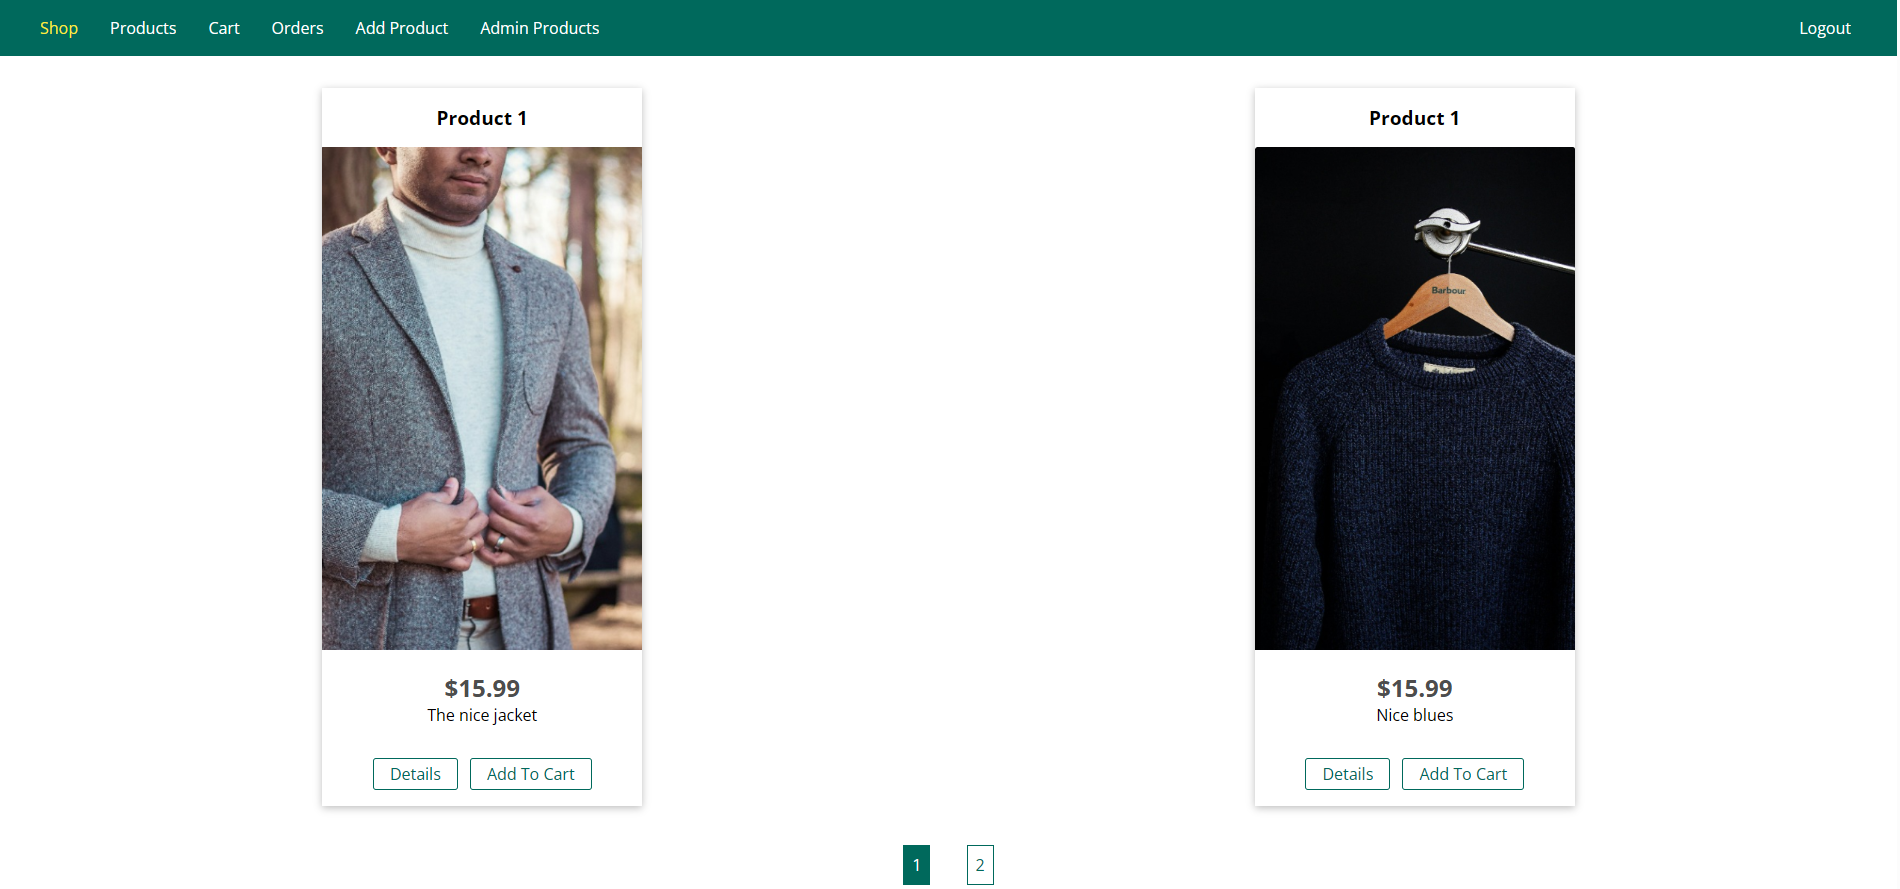 Shop Products Cart Orders Add Product Admin Products Logout
Product 1
Product 1
Barbour
$15.99
The nice jacket
$15.99
Nice blues
Details Add To Cart
Details Add To Cart
1 2